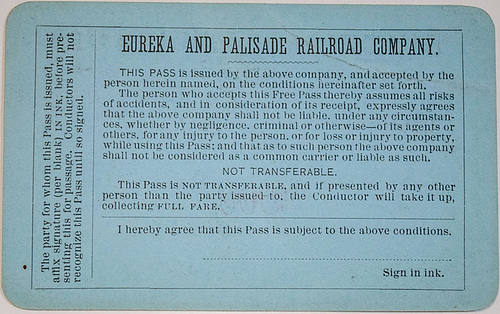 EUREKA AND PALISADE RAILROAD COMPANY.
THIS PASS is issued by the above company, and accepted by the
person herein named, on the conditions hereinafter set forth.
The person who accepts this Free Pass thereby assumes all risks
of accidents, and in consideration of its receipt, expressly agrees
that the above company shall not be liable, under any circumstan-
ces, whether by negligence, criminal or otherwise—of its agents or
others, for any injury to the person, or for loss or injury to property,
while using this Pass; and that as to such person the above company
shall not be considered as a common carrier or liable as such.
NOT TRANSFERABLE.
This Pass is NOT TRANSFERABLE, and if presented by any other
person than the party issued to, the Conductor will take it up,
collecting FULL FARE.
I hereby agree that this Pass is subject to the above conditions.
Sign in ink.
The party for whom this Pass is issued, must
affix signature (per blank) IN INK, before pre-
senting this for passage. Conductors will not
recognize this Pass until so signed.